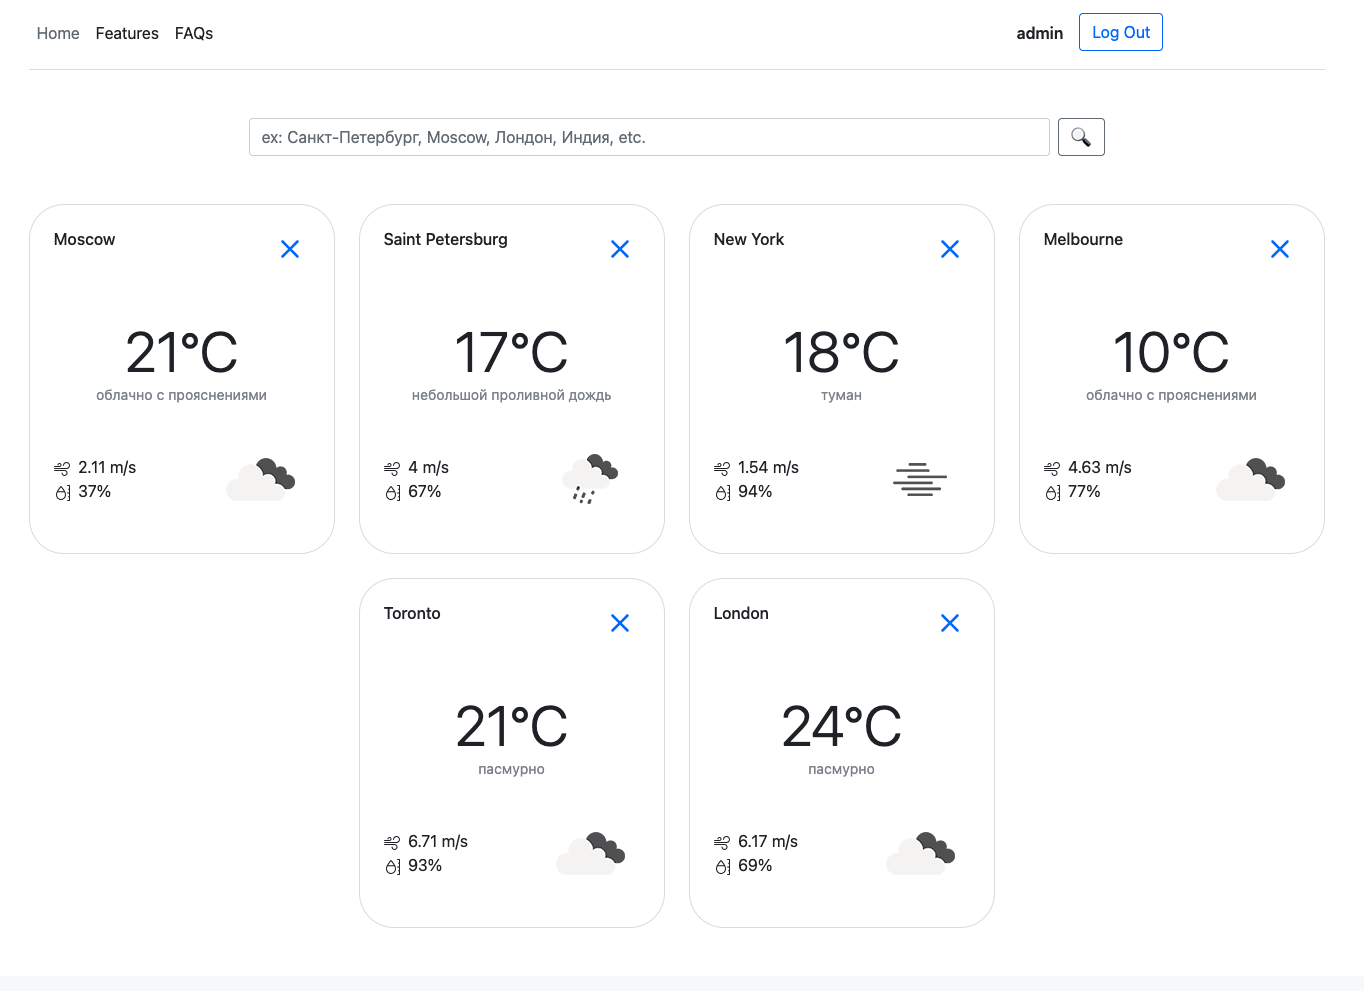 Home Features FAQs admin Log Out
ex: Санкт-Петербург, Moscow, Лондон, Индия, etc.
Moscow
21°C
облачно с прояснениями
2.11 m/s
37%
Saint Petersburg
17°C
небольшой проливной дождь
4 m/s
67%
New York
18°C
туман
1.54 m/s
94%
Melbourne
10°C
облачно с прояснениями
4.63 m/s
77%
Toronto
21°C
пасмурно
6.71 m/s
93%
London
24°C
пасмурно
6.17 m/s
69%